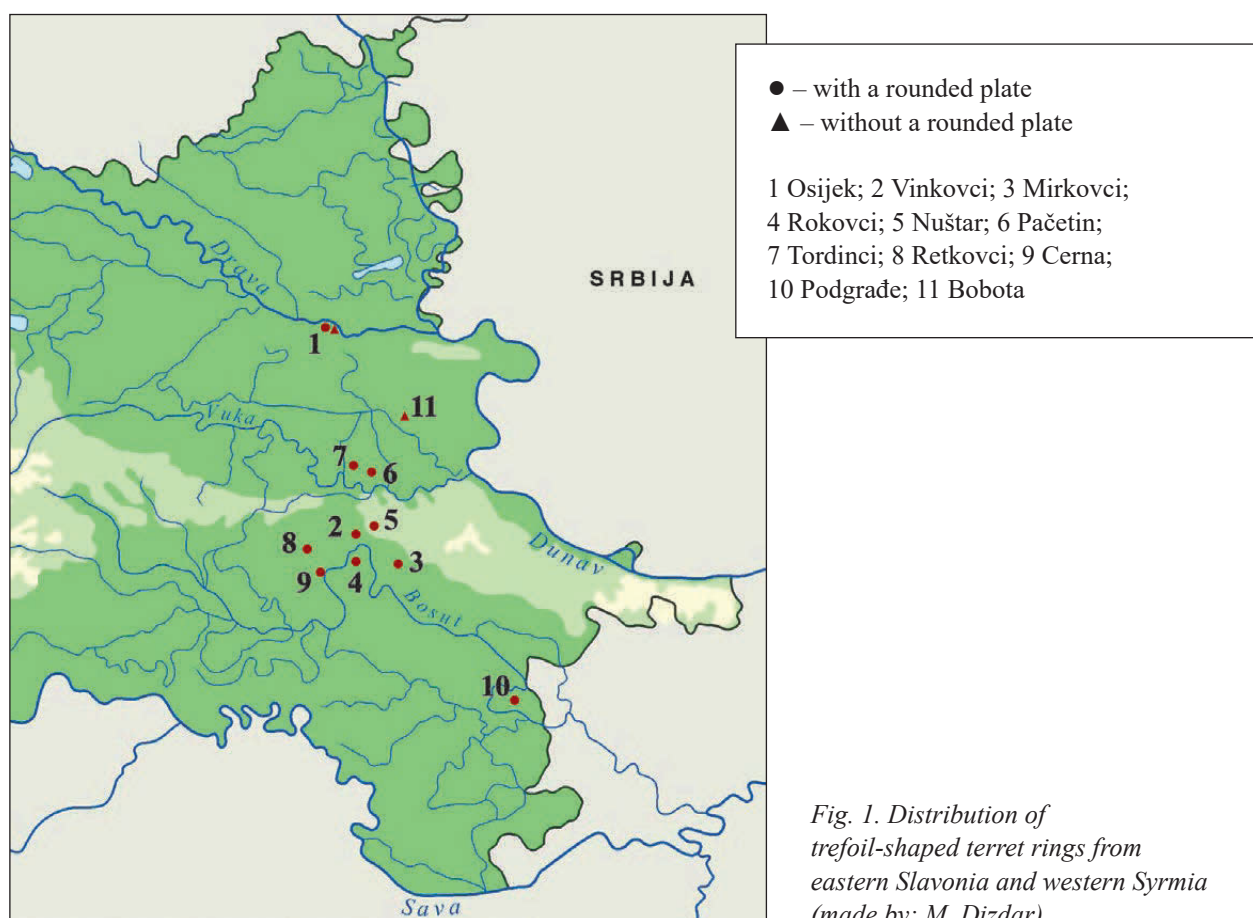 ● – with a rounded plate
▲ – without a rounded plate
1 Osijek; 2 Vinkovci; 3 Mirkovci;
4 Rokovci; 5 Nuštar; 6 Pačetin;
7 Tordinci; 8 Retkovci; 9 Cerna;
10 Podgrađe; 11 Bobota
Drava
SRBIJA
1
11
Vuka
7
6
5
2
8
3
4
9
Dunav
Bosut
10
Sava
Fig. 1. Distribution of
trefoil-shaped terret rings from
eastern Slavonia and western Syrmia
(made by: M. Dizdar)